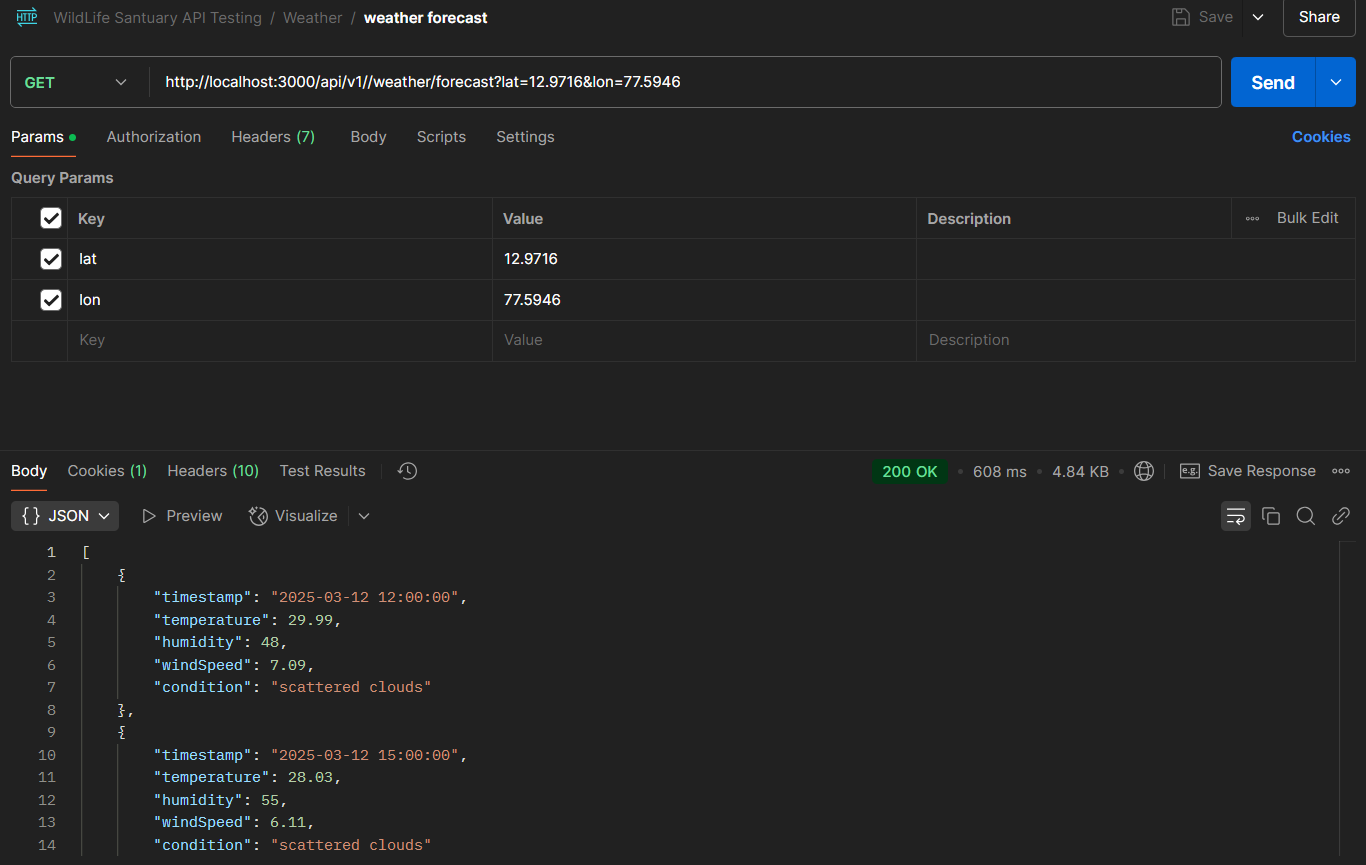 HTTP WildLife Santuary API Testing / Weather / weather forecast Save Share
GET http://localhost:3000/api/v1//weather/forecast?lat=12.9716&lon=77.5946 Send
Params Authorization Headers (7) Body Scripts Settings Cookies
Query Params
Key Value Description Bulk Edit
lat 12.9716
lon 77.5946
Key Value Description
Body Cookies (1) Headers (10) Test Results 200 OK 608 ms 4.84 KB e.g. Save Response
{} JSON Preview Visualize
1 [
2 {
3 "timestamp": "2025-03-12 12:00:00",
4 "temperature": 29.99,
5 "humidity": 48,
6 "windSpeed": 7.09,
7 "condition": "scattered clouds"
8 },
9 {
10 "timestamp": "2025-03-12 15:00:00",
11 "temperature": 28.03,
12 "humidity": 55,
13 "windSpeed": 6.11,
14 "condition": "scattered clouds"